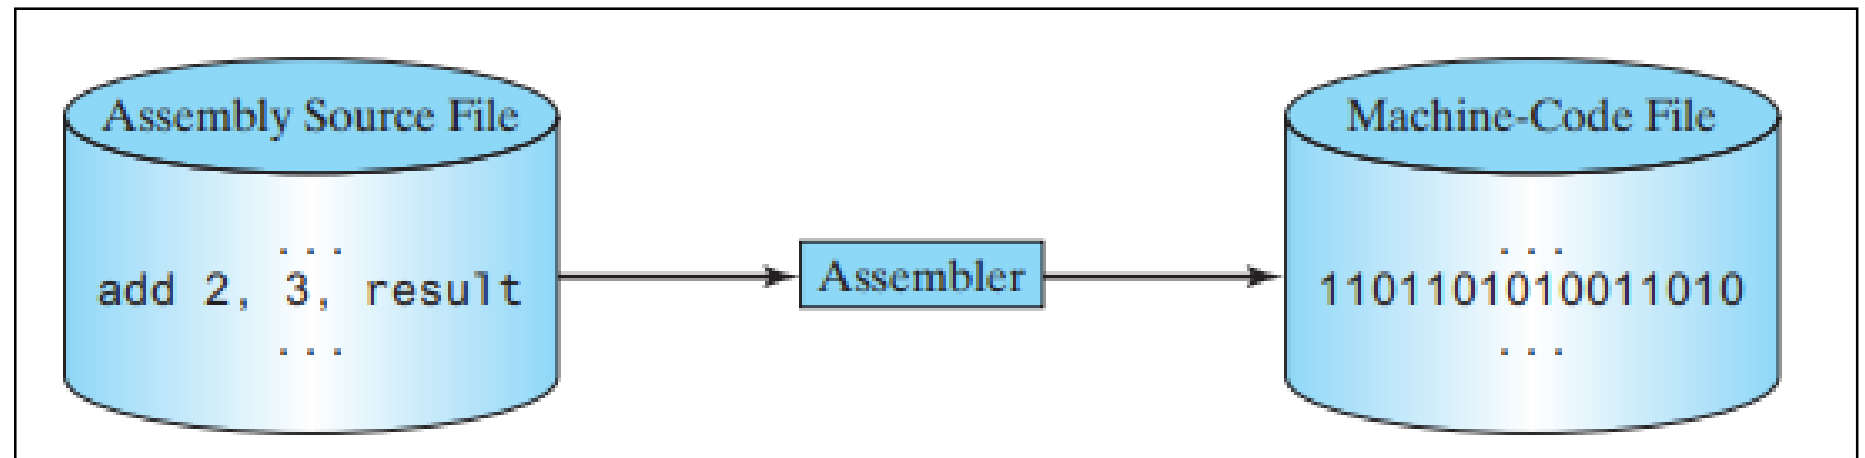 Assembly Source File
...
add 2, 3, result
...
Assembler
Machine-Code File
...
1101101010011010
...